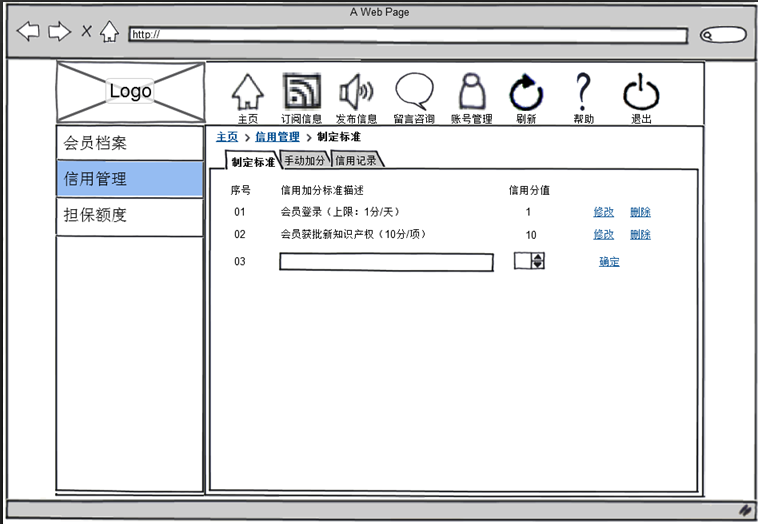 A Web Page
http://
Logo
主页 订阅信息 发布信息 留言咨询 账号管理 刷新 帮助 退出
会员档案
信用管理
担保额度
主页 > 信用管理 > 制定标准
制定标准 手动加分 信用记录
序号 信用加分标准描述 信用分值
01 会员登录（上限：1分/天） 1 修改 删除
02 会员获批新知识产权（10分/项） 10 修改 删除
03 确定